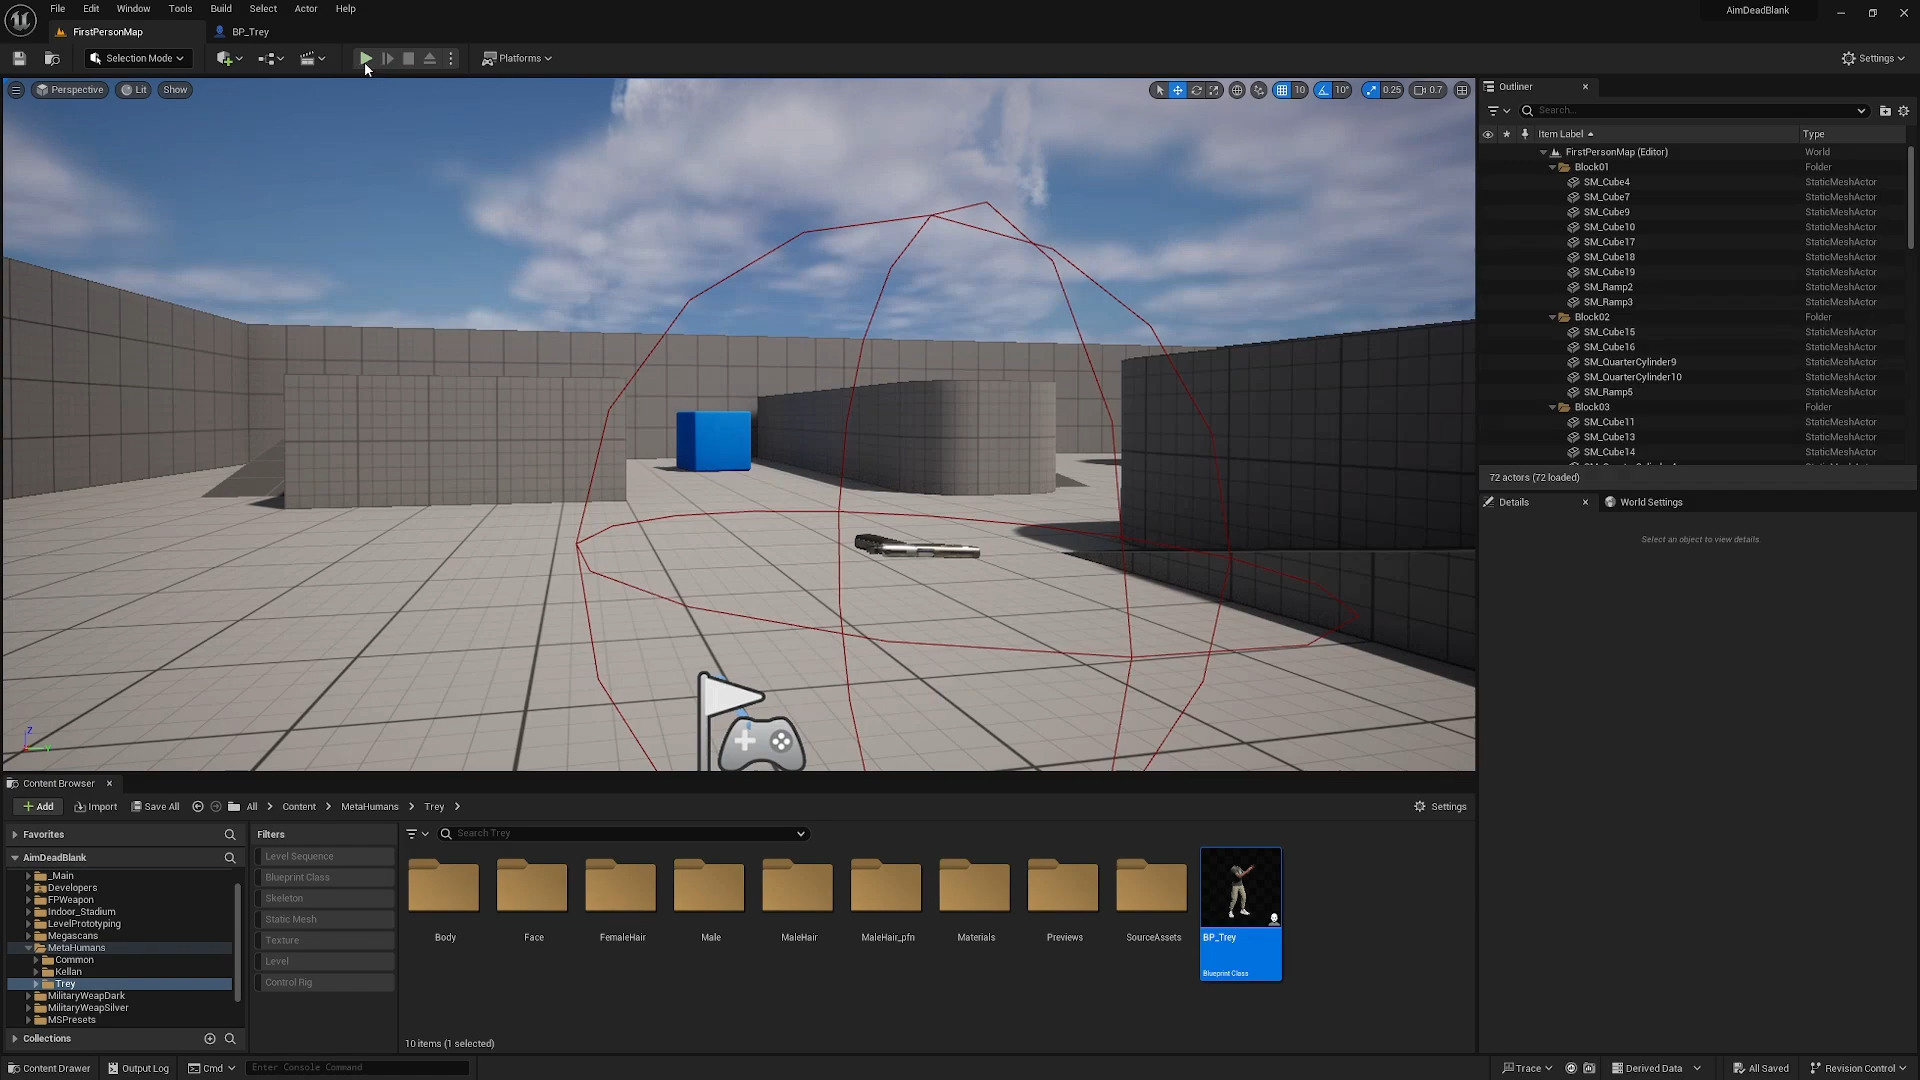 File Edit Window Tools Build Select Actor Help
AimDeadBlank
FirstPersonMap
BP_Trey
Selection Mode
Platforms
Settings
Perspective
Lit
Show
10
10°
0.25
0.7
Outliner
Search...
Item Label
Type
FirstPersonMap (Editor) World
Block01 Folder
SM_Cube4 StaticMeshActor
SM_Cube7 StaticMeshActor
SM_Cube9 StaticMeshActor
SM_Cube10 StaticMeshActor
SM_Cube17 StaticMeshActor
SM_Cube18 StaticMeshActor
SM_Cube19 StaticMeshActor
SM_Ramp2 StaticMeshActor
SM_Ramp3 StaticMeshActor
Block02 Folder
SM_Cube15 StaticMeshActor
SM_Cube16 StaticMeshActor
SM_QuarterCylinder9 StaticMeshActor
SM_QuarterCylinder10 StaticMeshActor
SM_Ramp5 StaticMeshActor
Block03 Folder
SM_Cube11 StaticMeshActor
SM_Cube13 StaticMeshActor
SM_Cube14 StaticMeshActor
72 actors (72 loaded)
Details
World Settings
Select an object to view details.
Z
Y
Content Browser
Add
Import
Save All
All
Content
MetaHumans
Trey
Settings
Favorites
AimDeadBlank
_Main
Developers
FPWeapon
Indoor_Stadium
LevelPrototyping
Megascans
MetaHumans
Common
Kellan
Trey
MilitaryWeapDark
MilitaryWeapSilver
MSPresets
Collections
Filters
Level Sequence
Blueprint Class
Skeleton
Static Mesh
Texture
Level
Control Rig
Search Trey
Body
Face
FemaleHair
Male
MaleHair
MaleHair_pfn
Materials
Previews
SourceAssets
BP_Trey
Blueprint Class
10 items (1 selected)
Content Drawer
Output Log
Cmd
Enter Console Command
Trace
Derived Data
All Saved
Revision Control